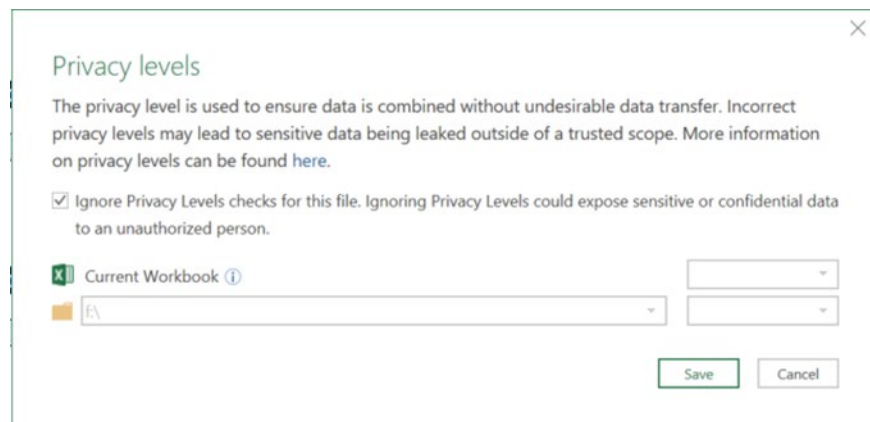 Privacy levels
The privacy level is used to ensure data is combined without undesirable data transfer. Incorrect
privacy levels may lead to sensitive data being leaked outside of a trusted scope. More information
on privacy levels can be found here.
Ignore Privacy Levels checks for this file. Ignoring Privacy Levels could expose sensitive or confidential data
to an unauthorized person.
Current Workbook
f:\
Save Cancel